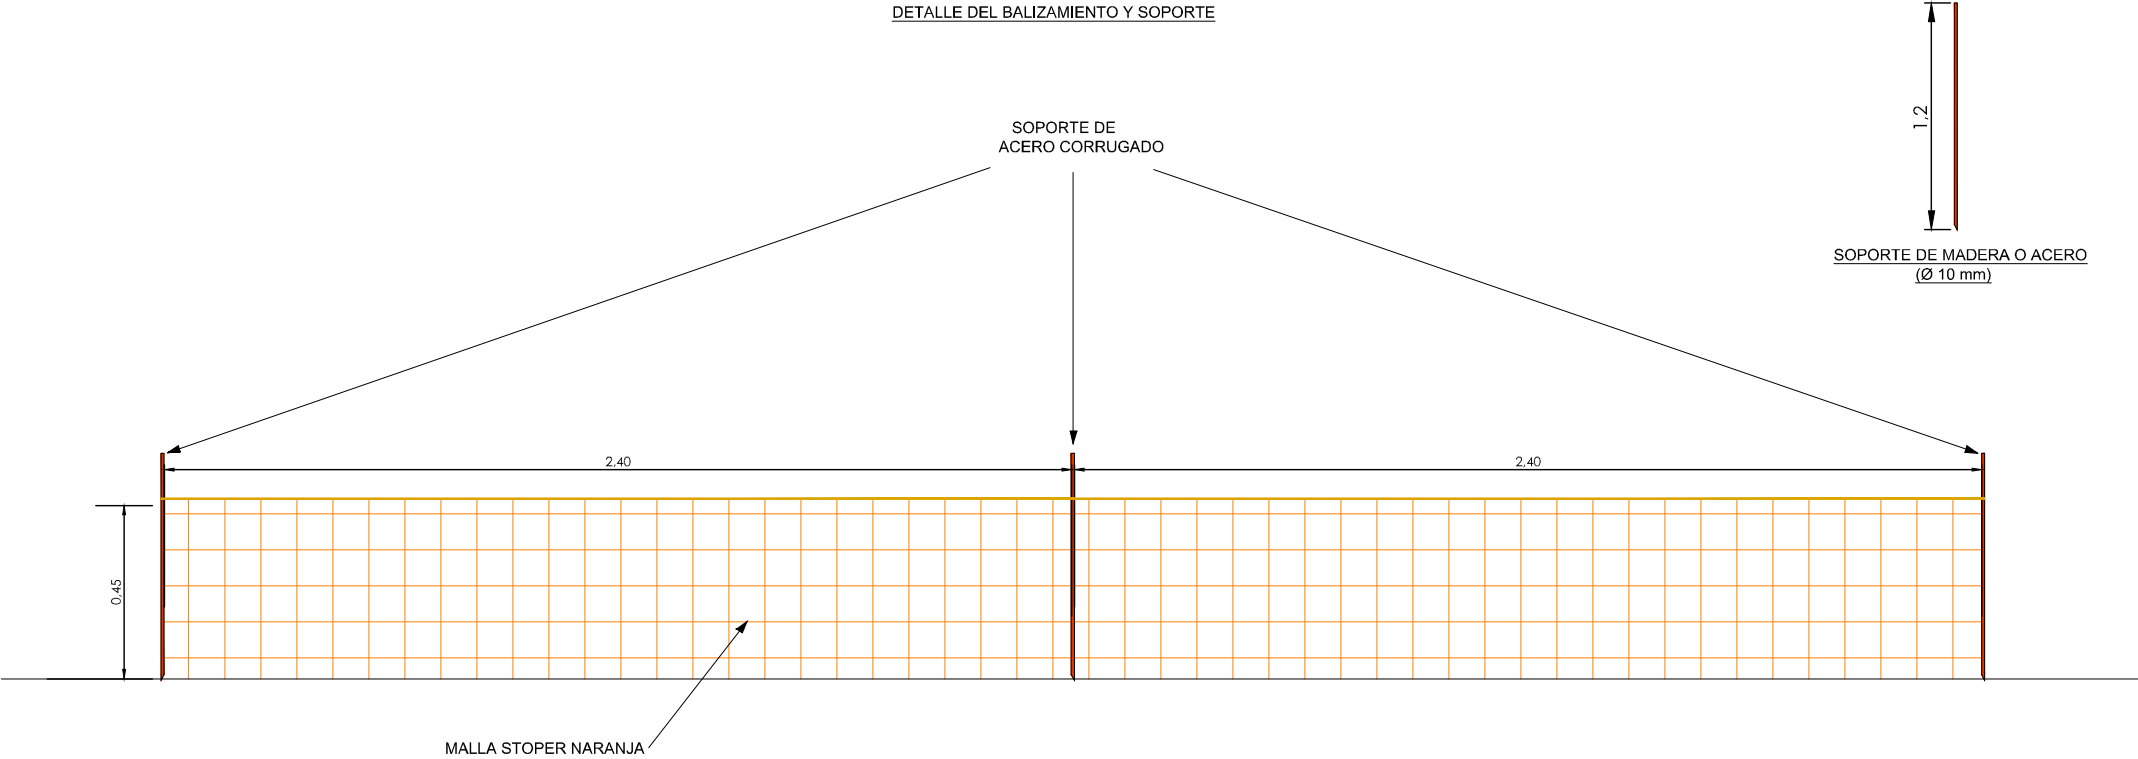 DETALLE DEL BALIZAMIENTO Y SOPORTE
1,2
SOPORTE DE
ACERO CORRUGADO
SOPORTE DE MADERA O ACERO
(Ø 10 mm)
2,40
2,40
0,45
MALLA STOPER NARANJA